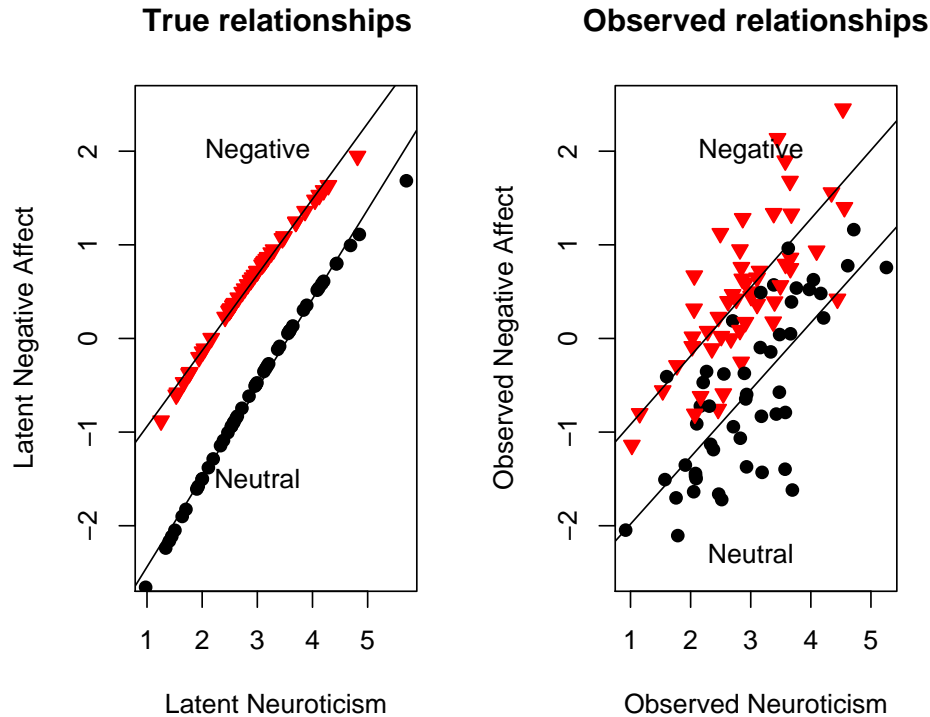 True relationships
Negative
Neutral
2
1
0
−1
−2
1 2 3 4 5
Latent Negative Affect
Latent Neuroticism
Observed relationships
Negative
Neutral
2
1
0
−1
−2
1 2 3 4 5
Observed Negative Affect
Observed Neuroticism